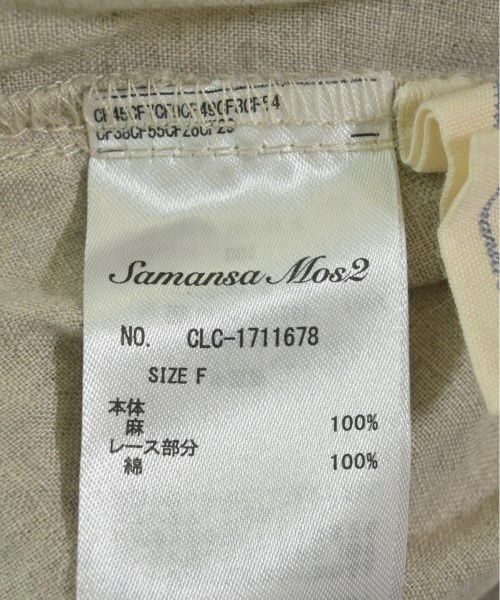 Samansa Mos2
NO. CLC-1711678
SIZE F
本体
麻 100%
レース部分
綿 100%